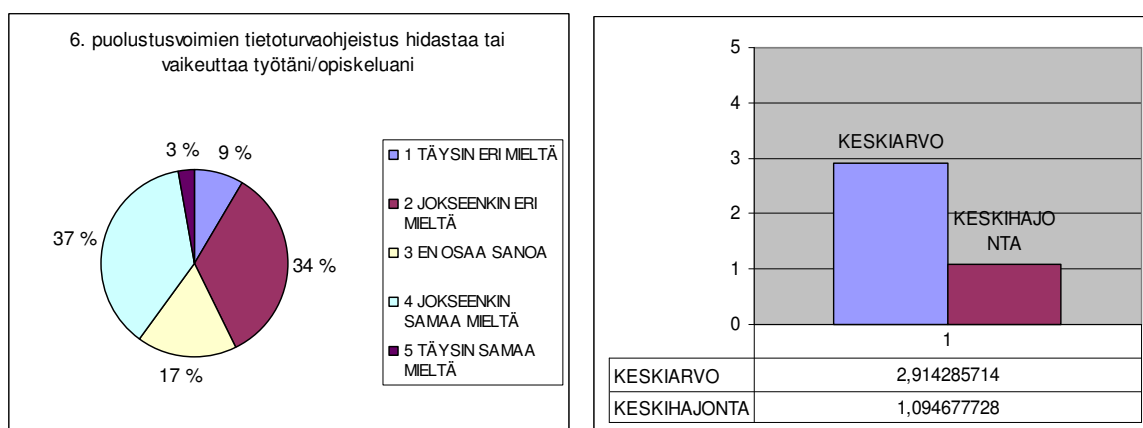 6. puolustusvoimien tietoturvaohjeistus hidastaa tai
vaikeuttaa työtäni/opiskeluani
3 %
9 %
37 %
34 %
17 %
1 TÄYSIN ERI MIELTÄ
2 JOKSEENKIN ERI
MIELTÄ
3 EN OSAA SANOA
4 JOKSEENKIN
SAMAA MIELTÄ
5 TÄYSIN SAMAA
MIELTÄ
5
4
3
2
1
0
KESKIARVO
KESKIHAJO
NTA
1
KESKIARVO 2,914285714
KESKIHAJONTA 1,094677728